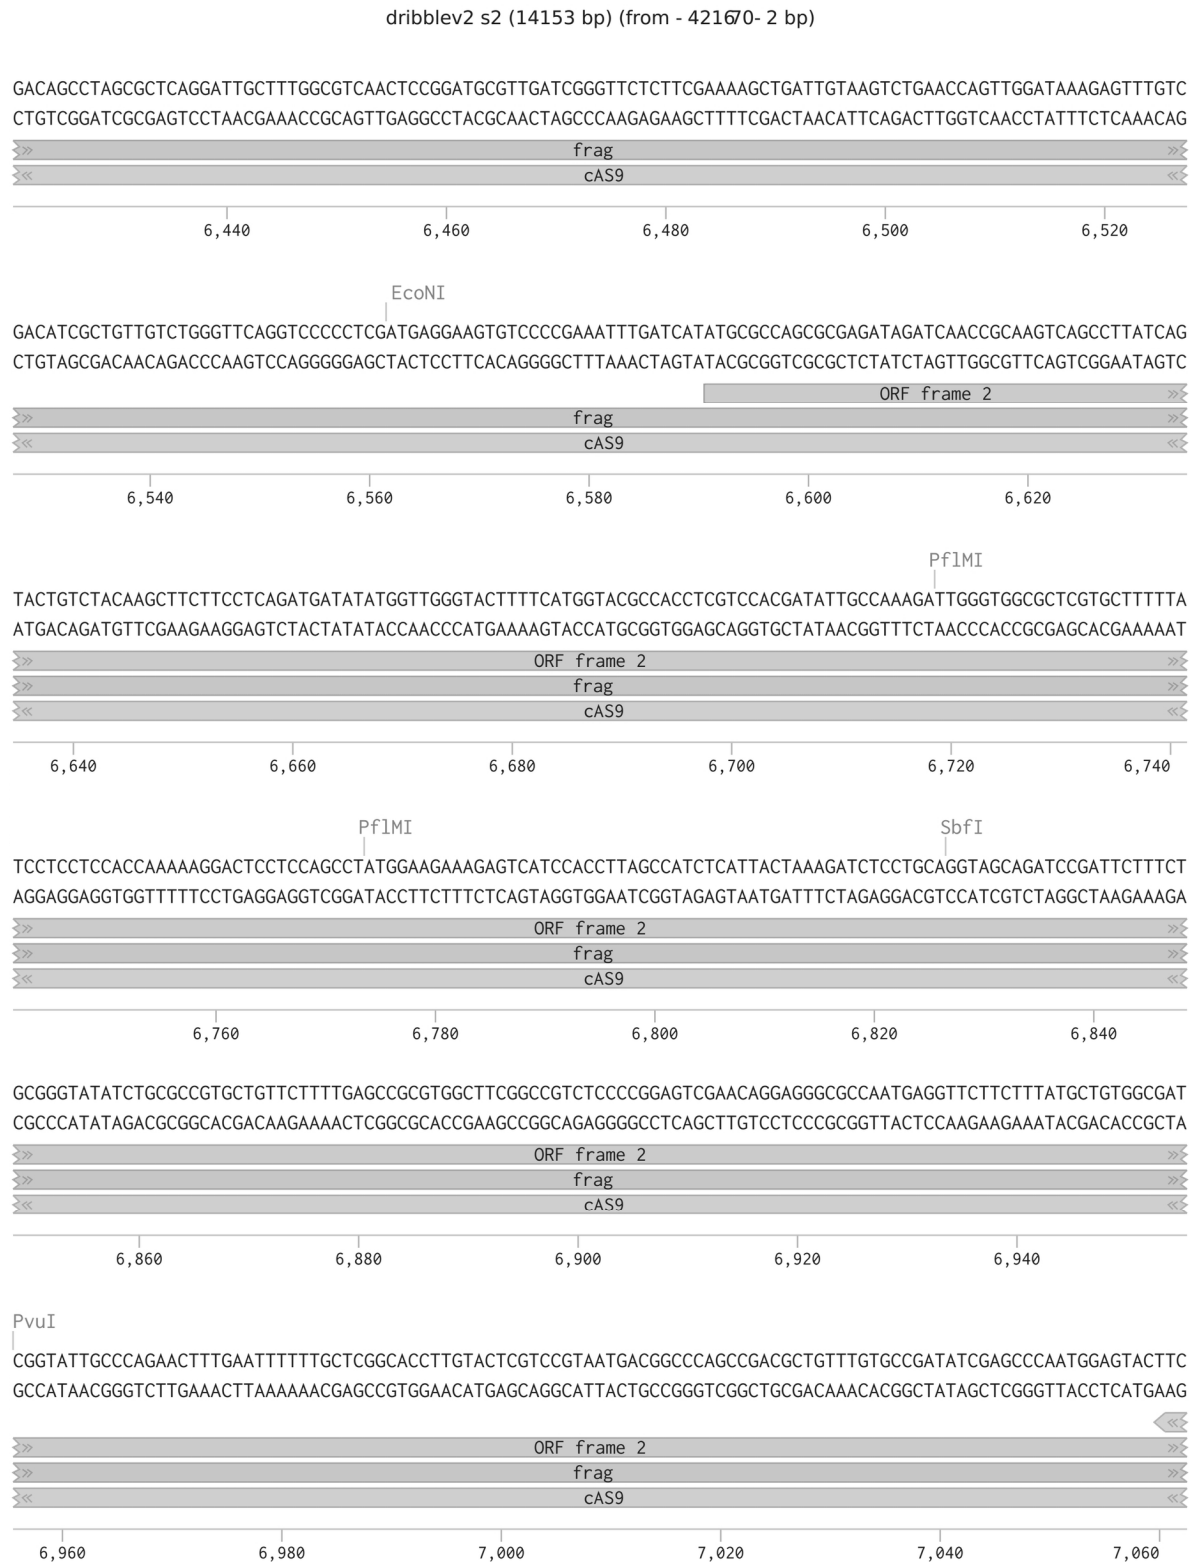 dribblev2 s2 (14153 bp) (from - 421670- 2 bp)
GACAGCCTAGCGCTCAGGATTGCTTTGGCGTCAACTCCGGATGCGTTGATCGGGTTCTCTTCGAAAAGCTGATTGTAAGTCTGAACCAGTTGGATAAAGAGTTTGTC
CTGTCGGATCGCGAGTCCTAACGAAACCGCAGTTGAGGCCTACGCAACTAGCCCAAGAGAAGCTTTTCGACTAACATTCAGACTTGGTCAACCTATTTCTCAAACAG
frag
cAS9
6,440 6,460 6,480 6,500 6,520
EcoNI
GACATCGCTGTTGTCTGGGTTCAGGTCCCCCTCGATGAGGAAGTGTCCCCGAAATTTGATCATATGCGCCAGCGCGAGATAGATCAACCGCAAGTCAGCCTTATCAG
CTGTAGCGACAACAGACCCAAGTCCAGGGGGAGCTACTCCTTCACAGGGGCTTTAAACTAGTATACGCGGTCGCGCTCTATCTAGTTGGCGTTCAGTCGGAATAGTC
ORF frame 2
frag
cAS9
6,540 6,560 6,580 6,600 6,620
PflMI
TACTGTCTACAAGCTTCTTCCTCAGATGATATATGGTTGGGTACTTTTCATGGTACGCCACCTCGTCCACGATATTGCCAAAGATTGGGTGGCGCTCGTGCTTTTTA
ATGACAGATGTTCGAAGAAGGAGTCTACTATATACCAACCCATGAAAAGTACCATGCGGTGGAGCAGGTGCTATAACGGTTTCTAACCCACCGCGAGCACGAAAAAT
ORF frame 2
frag
cAS9
6,640 6,660 6,680 6,700 6,720 6,740
PflMI SbfI
TCCTCCTCCACCAAAAAGGACTCCTCCAGCCTATGGAAGAAAGAGTCATCCACCTTAGCCATCTCATTACTAAAGATCTCCTGCAGGTAGCAGATCCGATTCTTTCT
AGGAGGAGGTGGTTTTTCCTGAGGAGGTCGGATACCTTCTTTCTCAGTAGGTGGAATCGGTAGAGTAATGATTTCTAGAGGACGTCCATCGTCTAGGCTAAGAAAGA
ORF frame 2
frag
cAS9
6,760 6,780 6,800 6,820 6,840
GCGGGTATATCTGCGCCGTGCTGTTCTTTTGAGCCGCGTGGCTTCGGCCGTCTCCCCGGAGTCGAACAGGAGGGCGCCAATGAGGTTCTTCTTTATGCTGTGGCGAT
CGCCCATATAGACGCGGCACGACAAGAAAACTCGGCGCACCGAAGCCGGCAGAGGGGCCTCAGCTTGTCCTCCCGCGGTTACTCCAAGAAGAAATACGACACCGCTA
ORF frame 2
frag
cAS9
6,860 6,880 6,900 6,920 6,940
PvuI
CGGTATTGCCCAGAACTTTGAATTTTTTGCTCGGCACCTTGTACTCGTCCGTAATGACGGCCCAGCCGACGCTGTTTGTGCCGATATCGAGCCCAATGGAGTACTTC
GCCATAACGGGTCTTGAAACTTAAAAAACGAGCCGTGGAACATGAGCAGGCATTACTGCCGGGTCGGCTGCGACAAACACGGCTATAGCTCGGGTTACCTCATGAAG
ORF frame 2
frag
cAS9
6,960 6,980 7,000 7,020 7,040 7,060